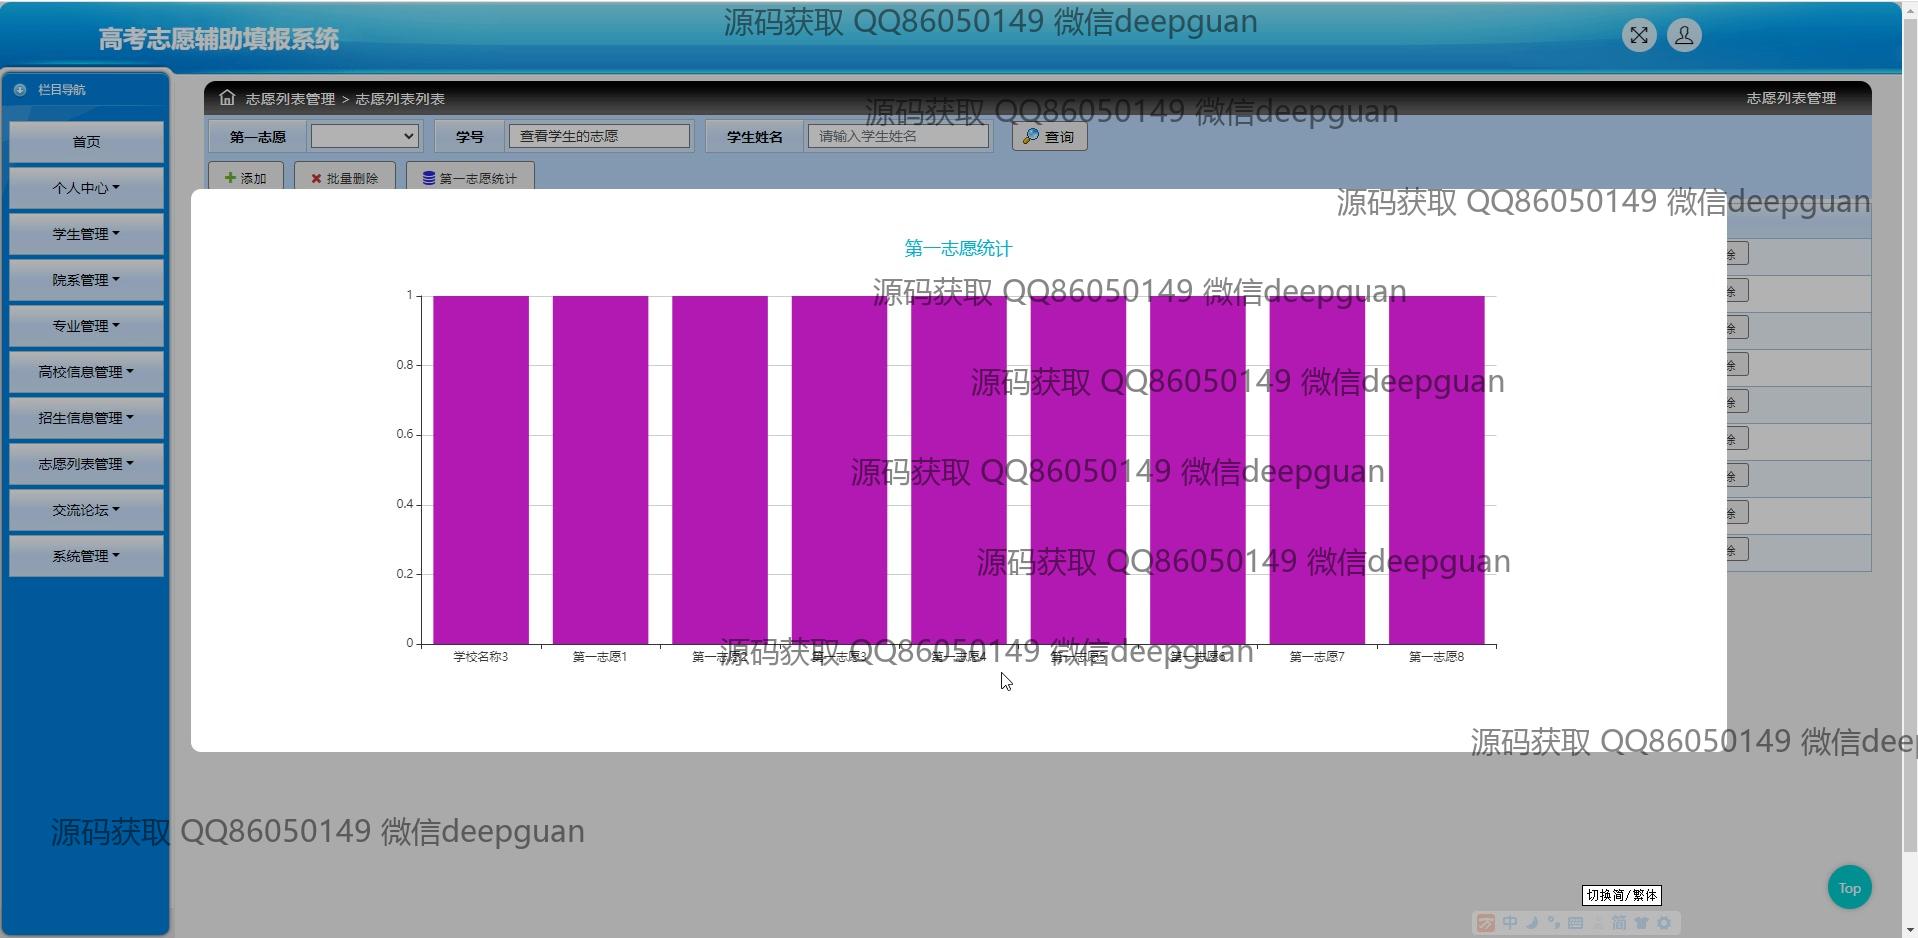 源码获取 QQ86050149 微信deepguan
高考志愿辅助填报系统
栏目导航
首页
个人中心
学生管理
院系管理
专业管理
高校信息管理
招生信息管理
志愿列表管理
交流论坛
系统管理
志愿列表管理 > 志愿列表列表
志愿列表管理
源码获取 QQ86050149 微信deepguan
第一志愿
学号
查看学生的志愿
学生姓名
请输入学生姓名
查询
添加
批量删除
第一志愿统计
源码获取 QQ86050149 微信deepguan
第一志愿统计
源码获取 QQ86050149 微信deepguan
1
0.8
0.6
0.4
0.2
0
源码获取 QQ86050149 微信deepguan
源码获取 QQ86050149 微信deepguan
源码获取 QQ86050149 微信deepguan
源码获取 QQ86050149 微信deepguan
学校名称3 第一志愿1 第一志愿2 第一志愿3 第一志愿4 第一志愿5 第一志愿6 第一志愿7 第一志愿8
除
除
除
除
除
除
除
除
除
源码获取 QQ86050149 微信deep
源码获取 QQ86050149 微信deepguan
Top
切换简/繁体
中
简